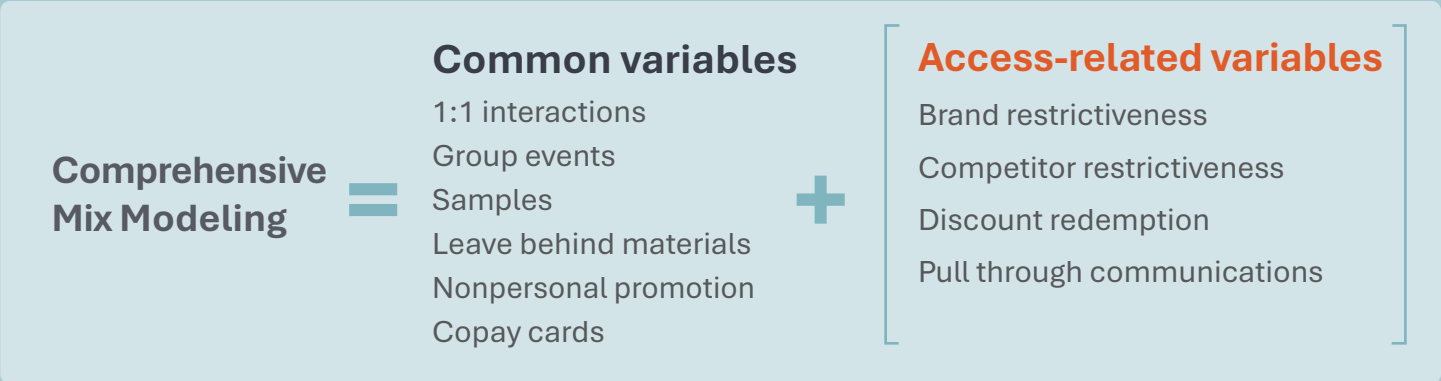 Comprehensive
Mix Modeling
=
Common variables
1:1 interactions
Group events
Samples
Leave behind materials
Nonpersonal promotion
Copay cards
+
Access-related variables
Brand restrictiveness
Competitor restrictiveness
Discount redemption
Pull through communications